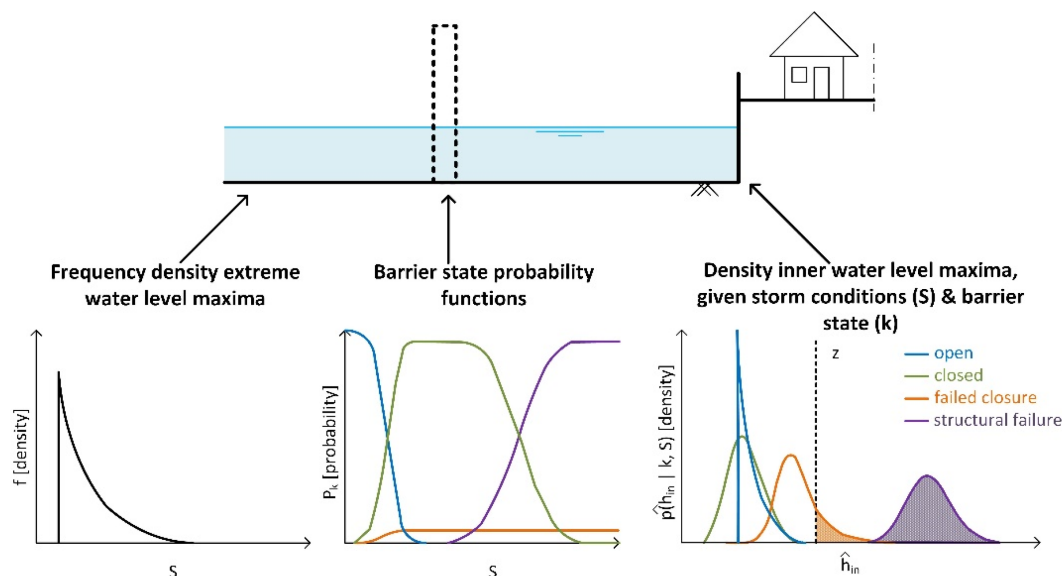 Frequency density extreme
water level maxima
Barrier state probability
functions
Density inner water level maxima,
given storm conditions (S) & barrier
state (k)
f [density]
S
Pₖ [probability]
S
p̂(hᵢₙ | k, S) [density]
z
open
closed
failed closure
structural failure
ĥᵢₙ